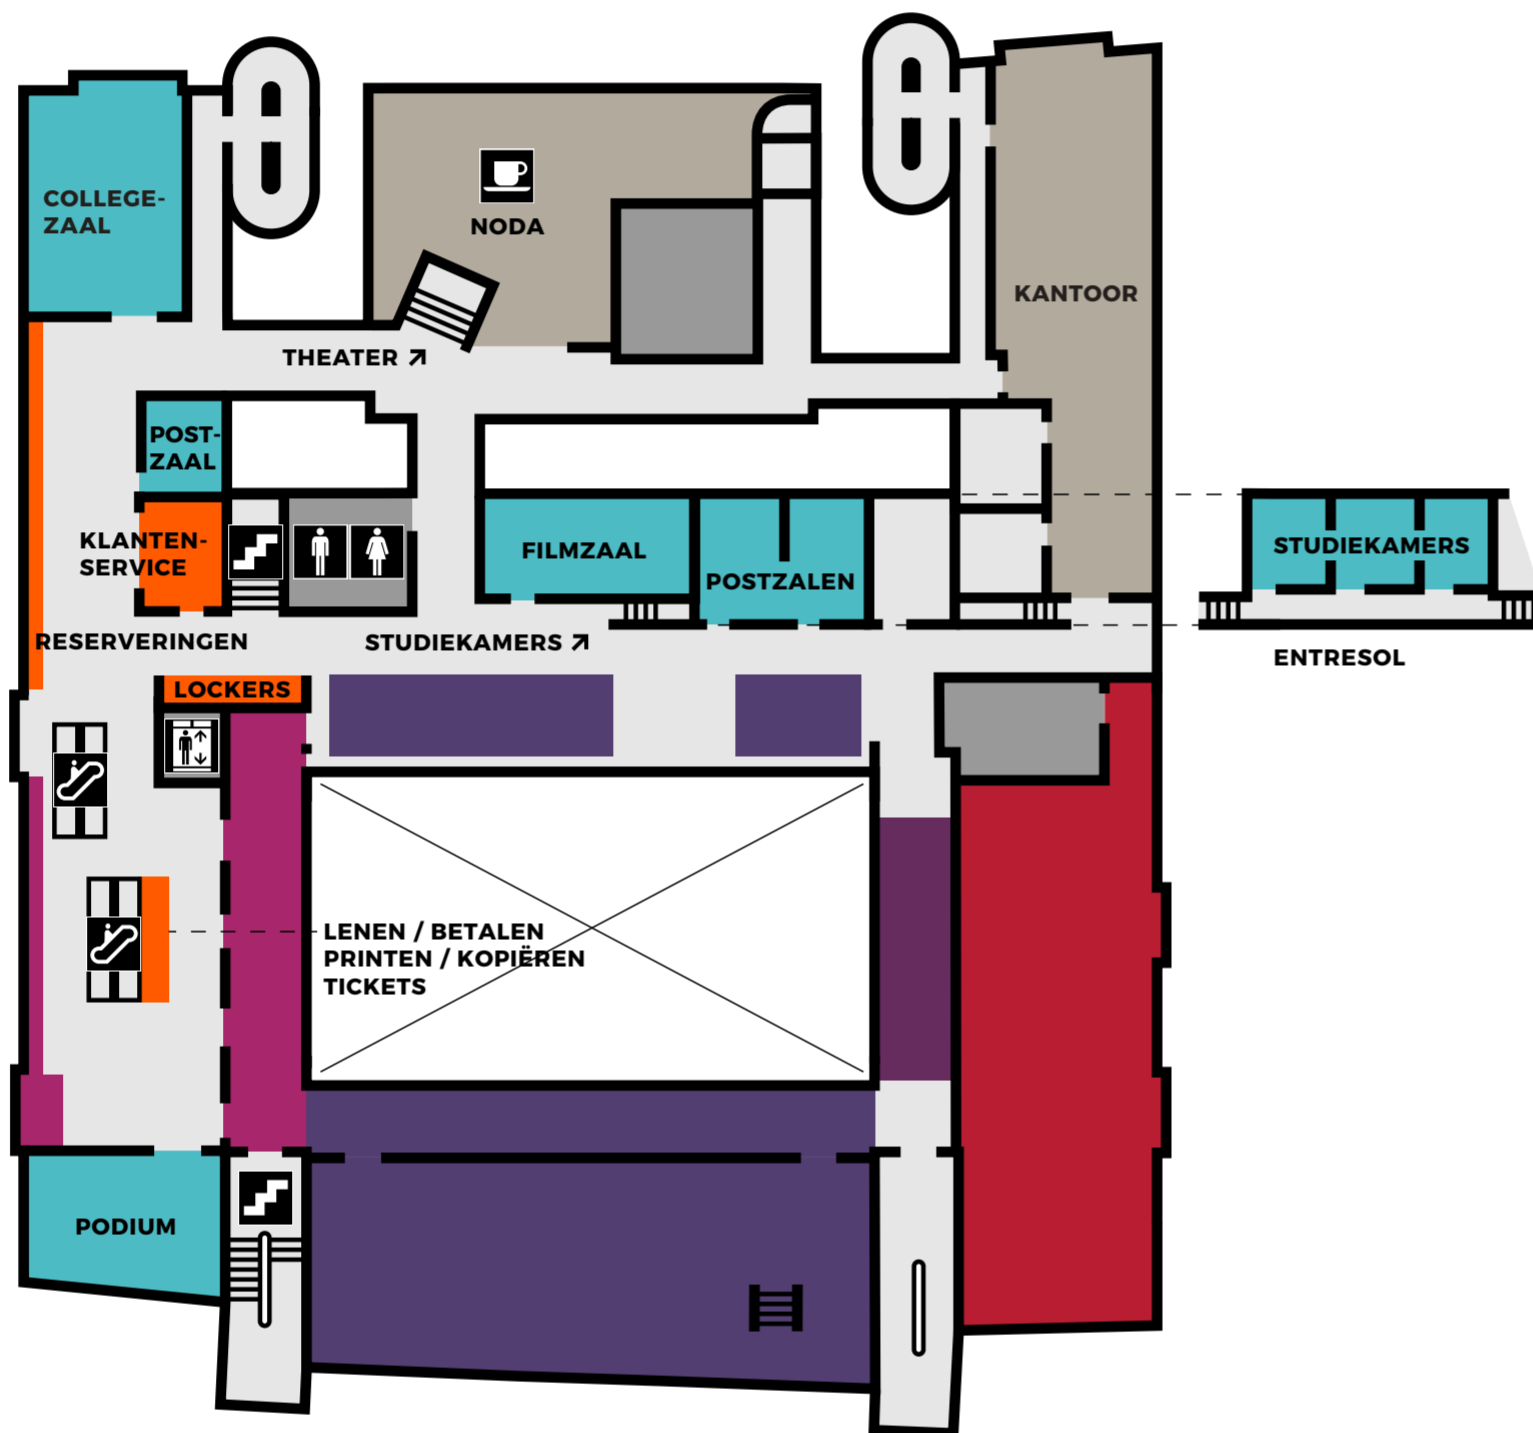 COLLEGE-
ZAAL
NODA
KANTOOR
THEATER ↗
POST-
ZAAL
KLANTEN-
SERVICE
FILMZAAL
POSTZALEN
STUDIEKAMERS
RESERVERINGEN
STUDIEKAMERS ↗
ENTRESOL
LOCKERS
LENEN / BETALEN
PRINTEN / KOPIËREN
TICKETS
PODIUM